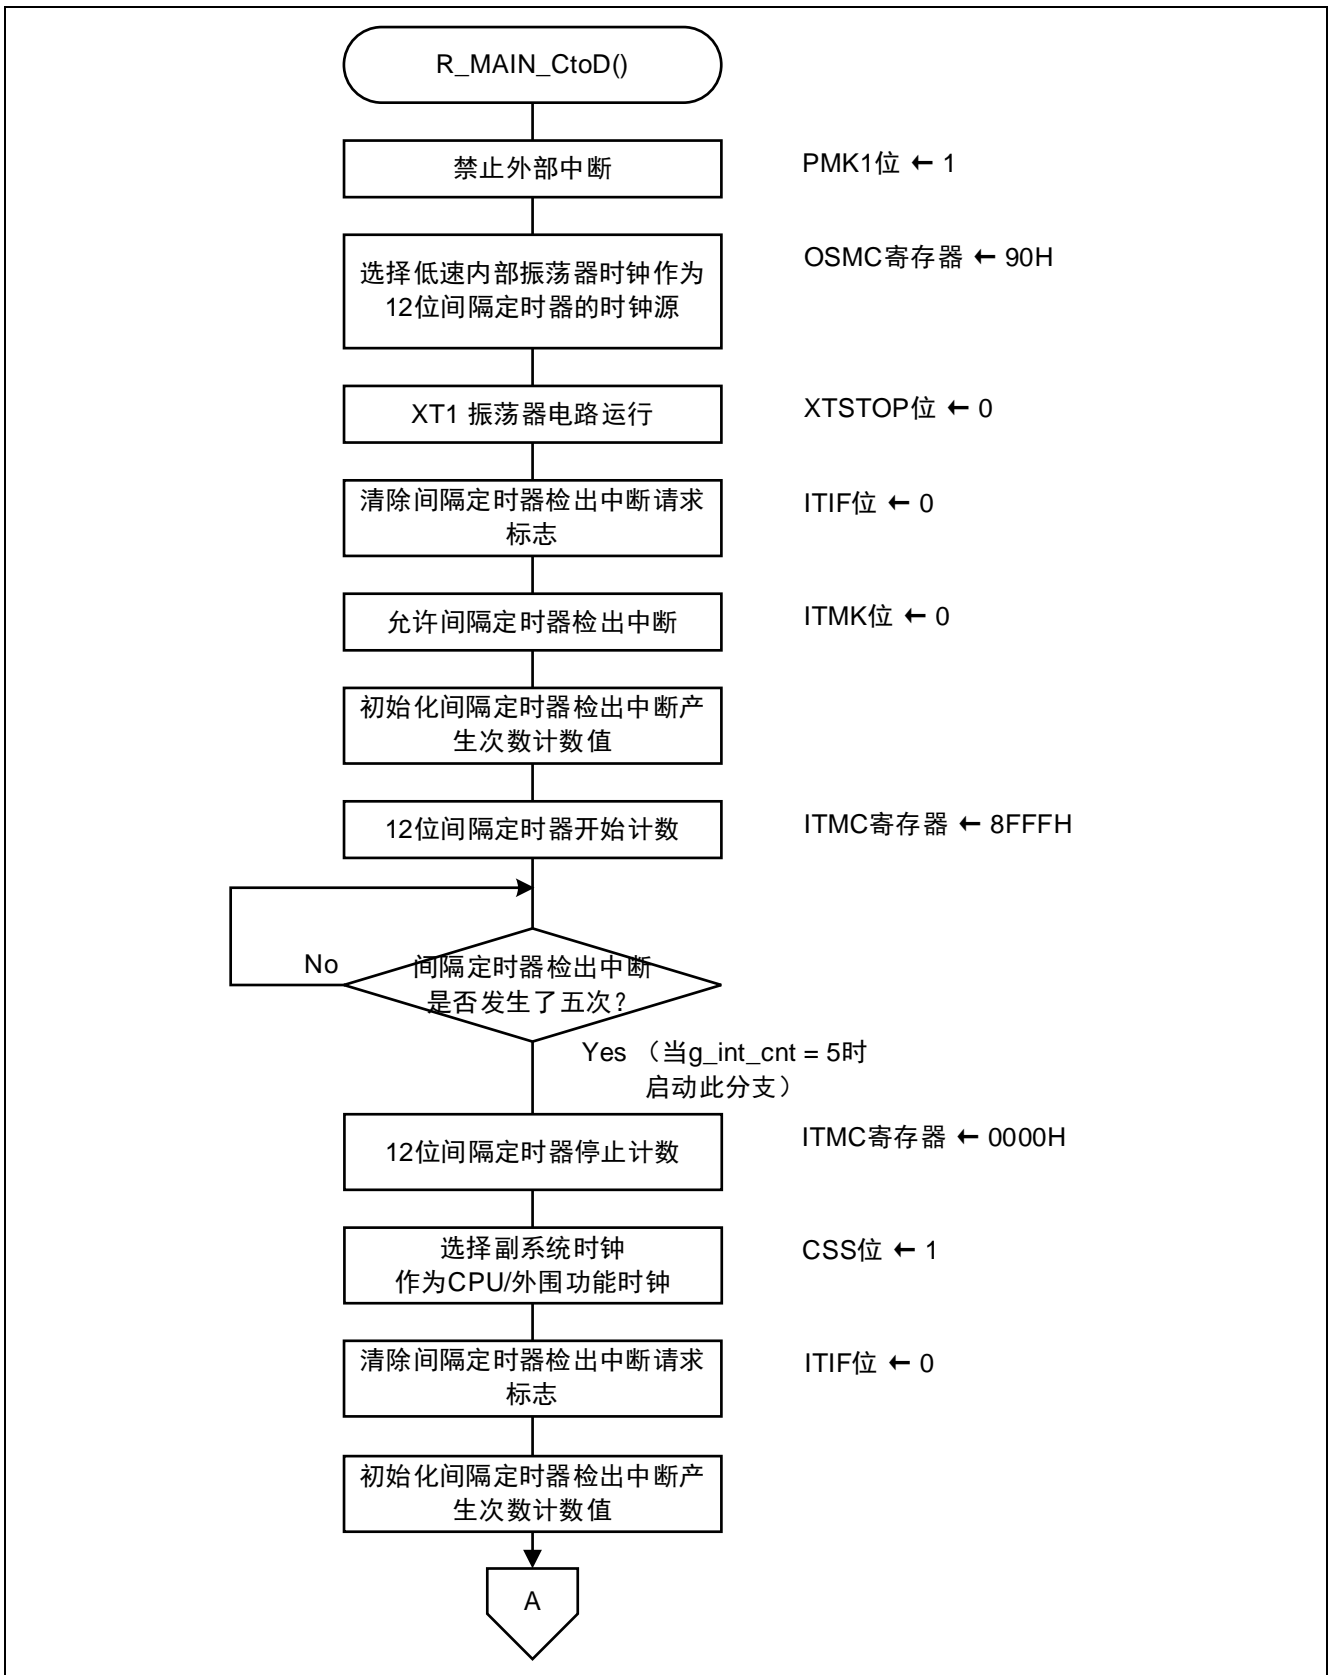 R_MAIN_CtoD()
禁止外部中断
PMK1位 ← 1
选择低速内部振荡器时钟作为
12位间隔定时器的时钟源
OSMC寄存器 ← 90H
XT1 振荡器电路运行
XTSTOP位 ← 0
清除间隔定时器检出中断请求
标志
ITIF位 ← 0
允许间隔定时器检出中断
ITMK位 ← 0
初始化间隔定时器检出中断产
生次数计数值
12位间隔定时器开始计数
ITMC寄存器 ← 8FFFH
No
间隔定时器检出中断
是否发生了五次？
Yes （当g_int_cnt = 5时
启动此分支）
12位间隔定时器停止计数
ITMC寄存器 ← 0000H
选择副系统时钟
作为CPU/外围功能时钟
CSS位 ← 1
清除间隔定时器检出中断请求
标志
ITIF位 ← 0
初始化间隔定时器检出中断产
生次数计数值
A